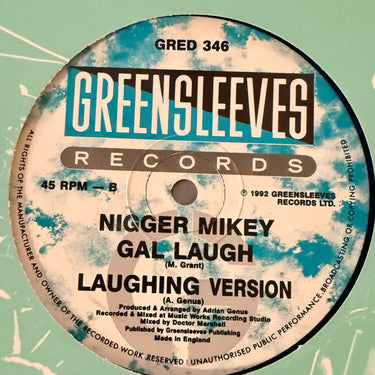 GRED 346
GREENSLEEVES
RECORDS
45 RPM — B
℗ 1992 GREENSLEEVES
RECORDS LTD.
NIGGER MIKEY
GAL LAUGH
(M. Grant)
LAUGHING VERSION
(A. Genus)
Produced & Arranged by Adrian Genus
Recorded & Mixed at Music Works Recording Studio
Mixed by Doctor Marshall
Published by Greensleeves Publishing
Made in England
ALL RIGHTS OF THE MANUFACTURER AND OWNER OF THE RECORDED WORK RESERVED | UNAUTHORISED PUBLIC PERFORMANCE, BROADCASTING OR COPYING PROHIBITED